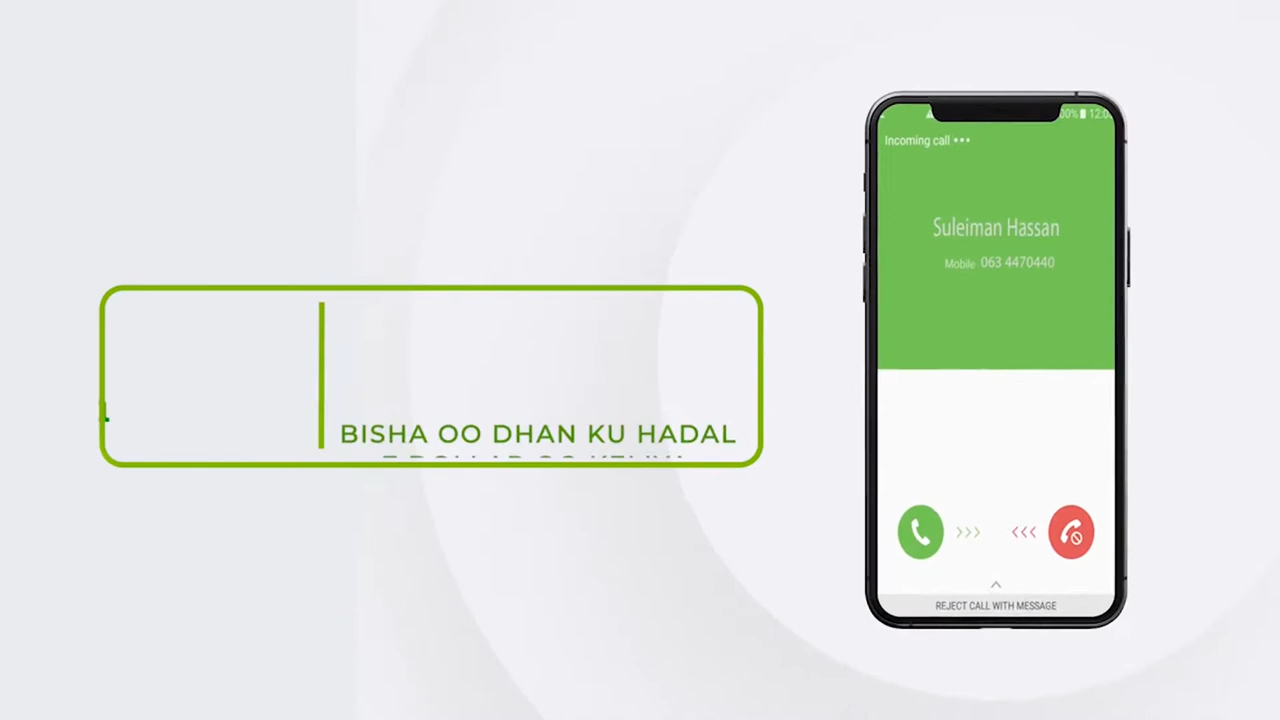 BISHA OO DHAN KU HADAL
Incoming call •••
Suleiman Hassan
Mobile 063 4470440
REJECT CALL WITH MESSAGE